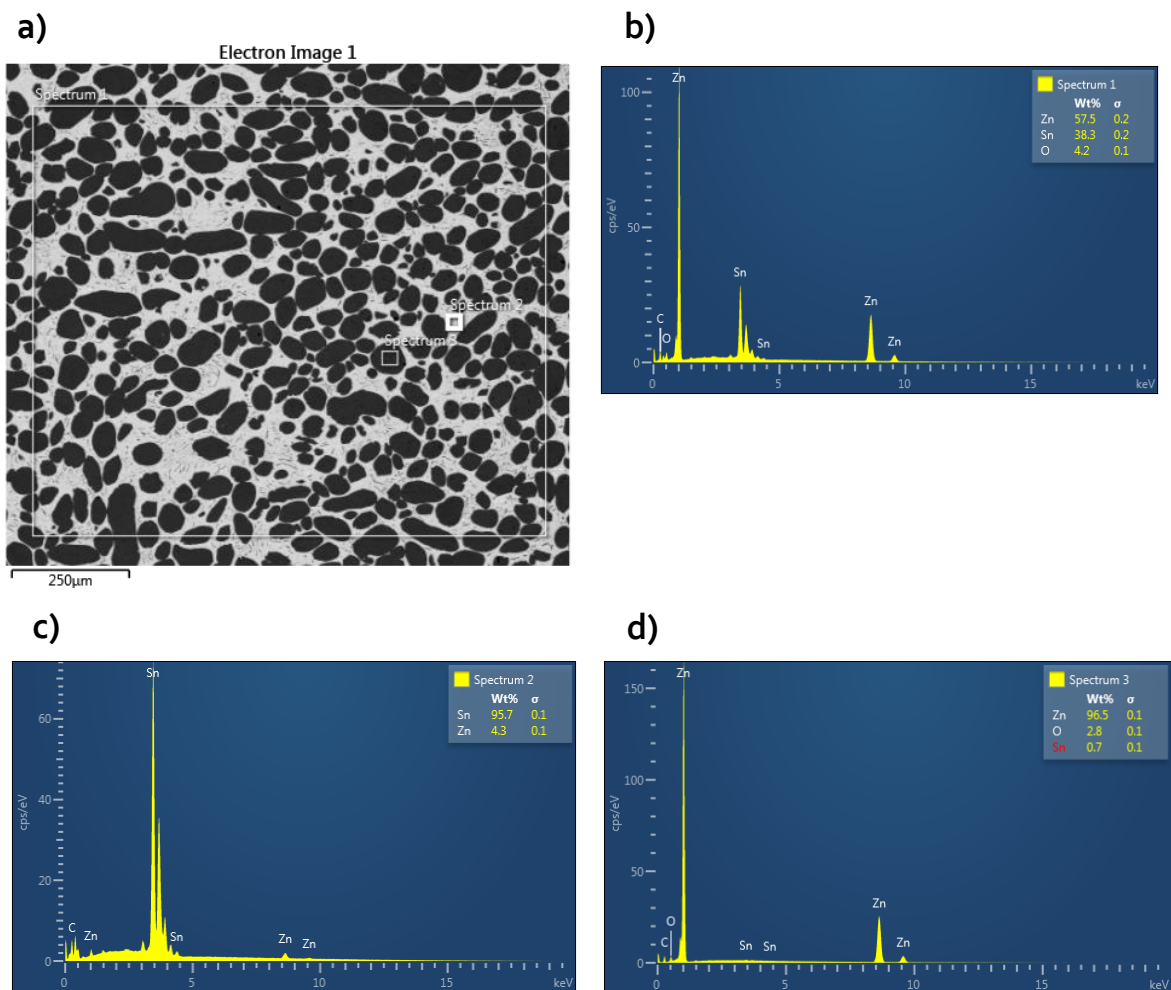 a)
Electron Image 1
Spectrum 1
Spectrum 2
Spectrum 3
250µm
b)
Spectrum 1
Wt% σ
Zn 57.5 0.2
Sn 38.3 0.2
O 4.2 0.1
cps/eV
100
50
0
Zn
C
O
Sn
Sn
Zn
Zn
0 5 10 15 keV
c)
Spectrum 2
Wt% σ
Sn 95.7 0.1
Zn 4.3 0.1
cps/eV
60
40
20
0
Sn
C
Zn
Sn
Zn
Zn
0 5 10 15 keV
d)
Spectrum 3
Wt% σ
Zn 96.5 0.1
O 2.8 0.1
Sn 0.7 0.1
cps/eV
150
100
50
0
Zn
O
C
Sn
Sn
Zn
Zn
0 5 10 15 keV